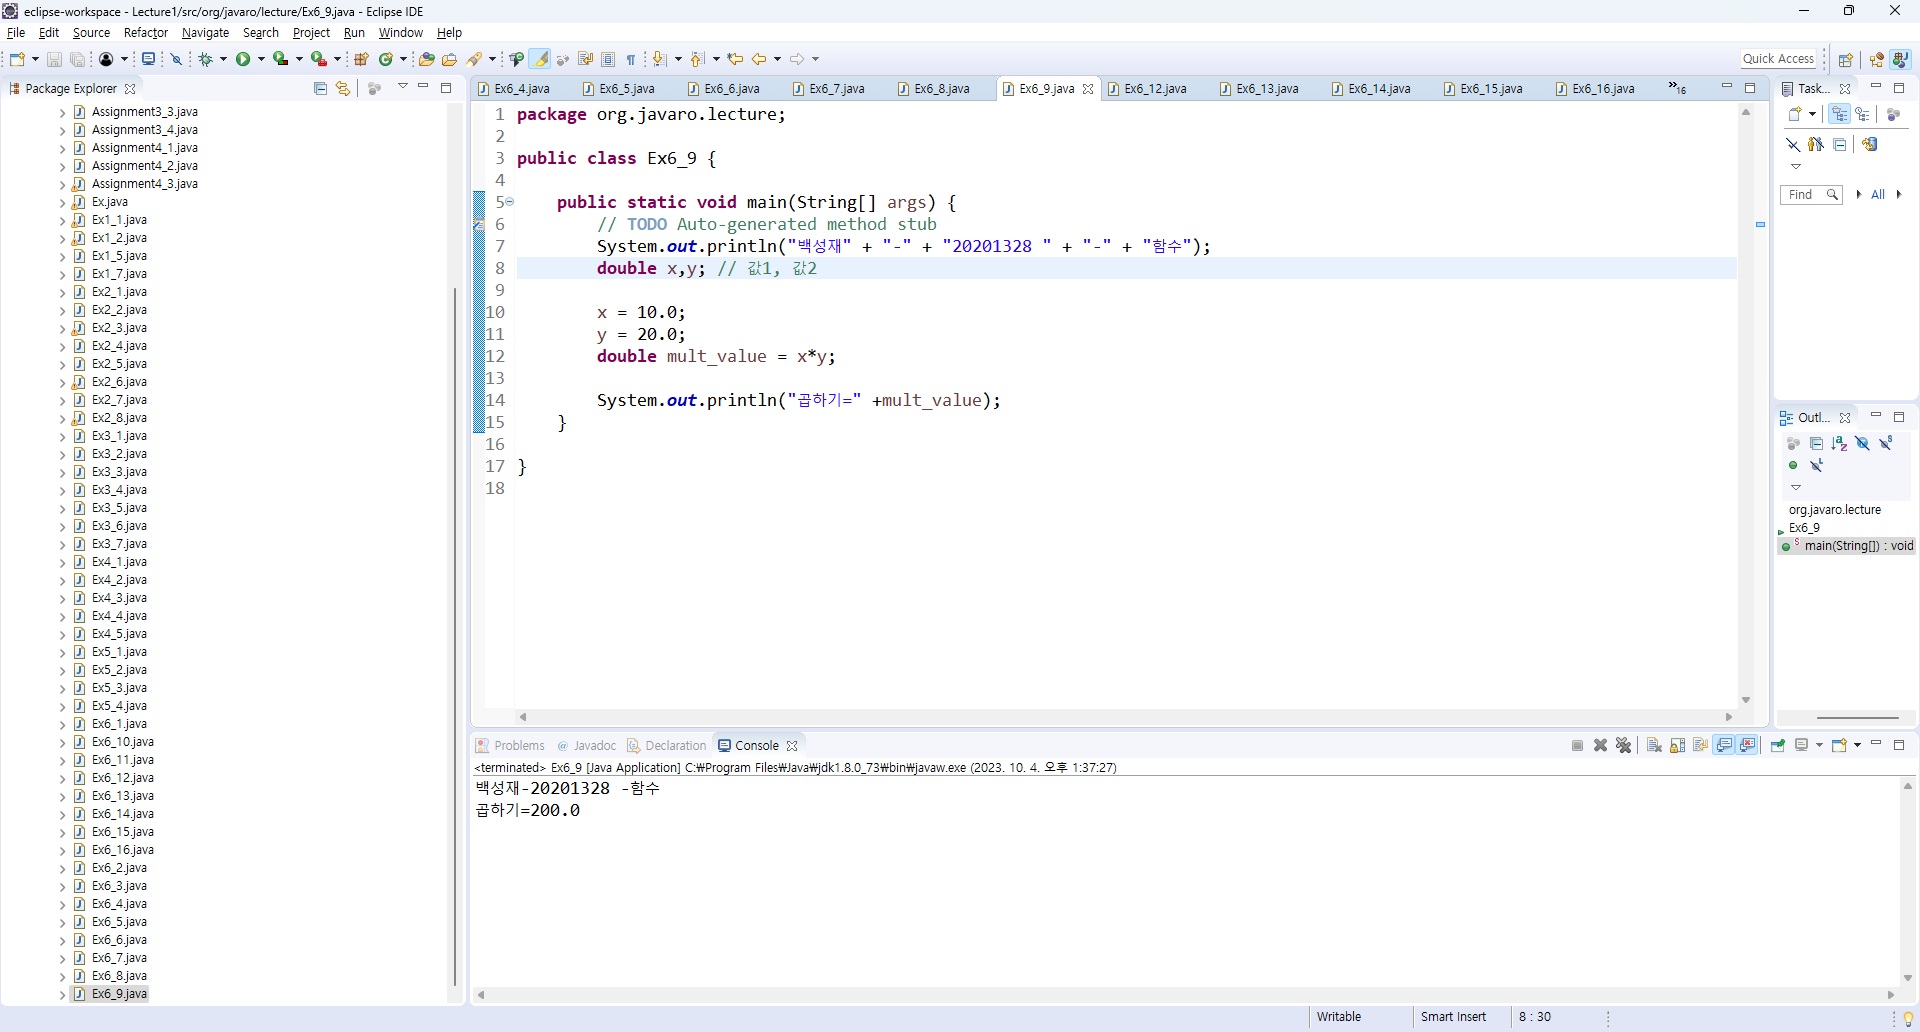 eclipse-workspace - Lecture1/src/org/javaro/lecture/Ex6_9.java - Eclipse IDE
File Edit Source Refactor Navigate Search Project Run Window Help
Quick Access
Package Explorer
Assignment3_3.java
Assignment3_4.java
Assignment4_1.java
Assignment4_2.java
Assignment4_3.java
Ex.java
Ex1_1.java
Ex1_2.java
Ex1_5.java
Ex1_7.java
Ex2_1.java
Ex2_2.java
Ex2_3.java
Ex2_4.java
Ex2_5.java
Ex2_6.java
Ex2_7.java
Ex2_8.java
Ex3_1.java
Ex3_2.java
Ex3_3.java
Ex3_4.java
Ex3_5.java
Ex3_6.java
Ex3_7.java
Ex4_1.java
Ex4_2.java
Ex4_3.java
Ex4_4.java
Ex4_5.java
Ex5_1.java
Ex5_2.java
Ex5_3.java
Ex5_4.java
Ex6_1.java
Ex6_10.java
Ex6_11.java
Ex6_12.java
Ex6_13.java
Ex6_14.java
Ex6_15.java
Ex6_16.java
Ex6_2.java
Ex6_3.java
Ex6_4.java
Ex6_5.java
Ex6_6.java
Ex6_7.java
Ex6_8.java
Ex6_9.java
Ex6_4.java Ex6_5.java Ex6_6.java Ex6_7.java Ex6_8.java Ex6_9.java Ex6_12.java Ex6_13.java Ex6_14.java Ex6_15.java Ex6_16.java »16
1 package org.javaro.lecture;
2
3 public class Ex6_9 {
4
5 public static void main(String[] args) {
6 // TODO Auto-generated method stub
7 System.out.println("백성재" + "-" + "20201328 " + "-" + "함수");
8 double x,y; // 값1, 값2
9
10 x = 10.0;
11 y = 20.0;
12 double mult_value = x*y;
13
14 System.out.println("곱하기=" +mult_value);
15 }
16
17 }
18
Task...
Find All
Outl...
org.javaro.lecture
Ex6_9
main(String[]) : void
Problems Javadoc Declaration Console
<terminated> Ex6_9 [Java Application] C:₩Program Files₩Java₩jdk1.8.0_73₩bin₩javaw.exe (2023. 10. 4. 오후 1:37:27)
백성재-20201328 -함수
곱하기=200.0
Writable Smart Insert 8 : 30